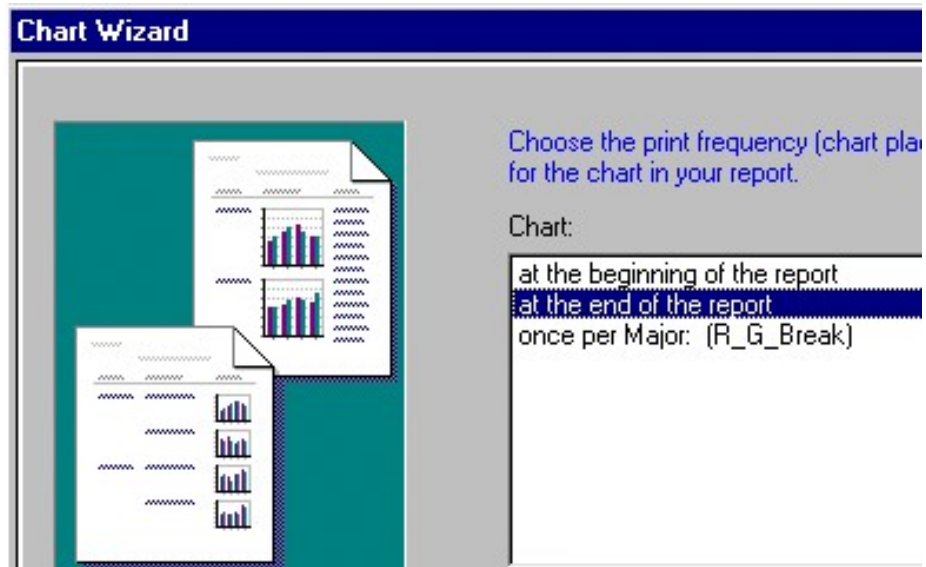 Chart Wizard
Choose the print frequency (chart
for the chart in your report.
Chart:
at the beginning of the report
at the end of the report
once per Major: (R_G_Break)